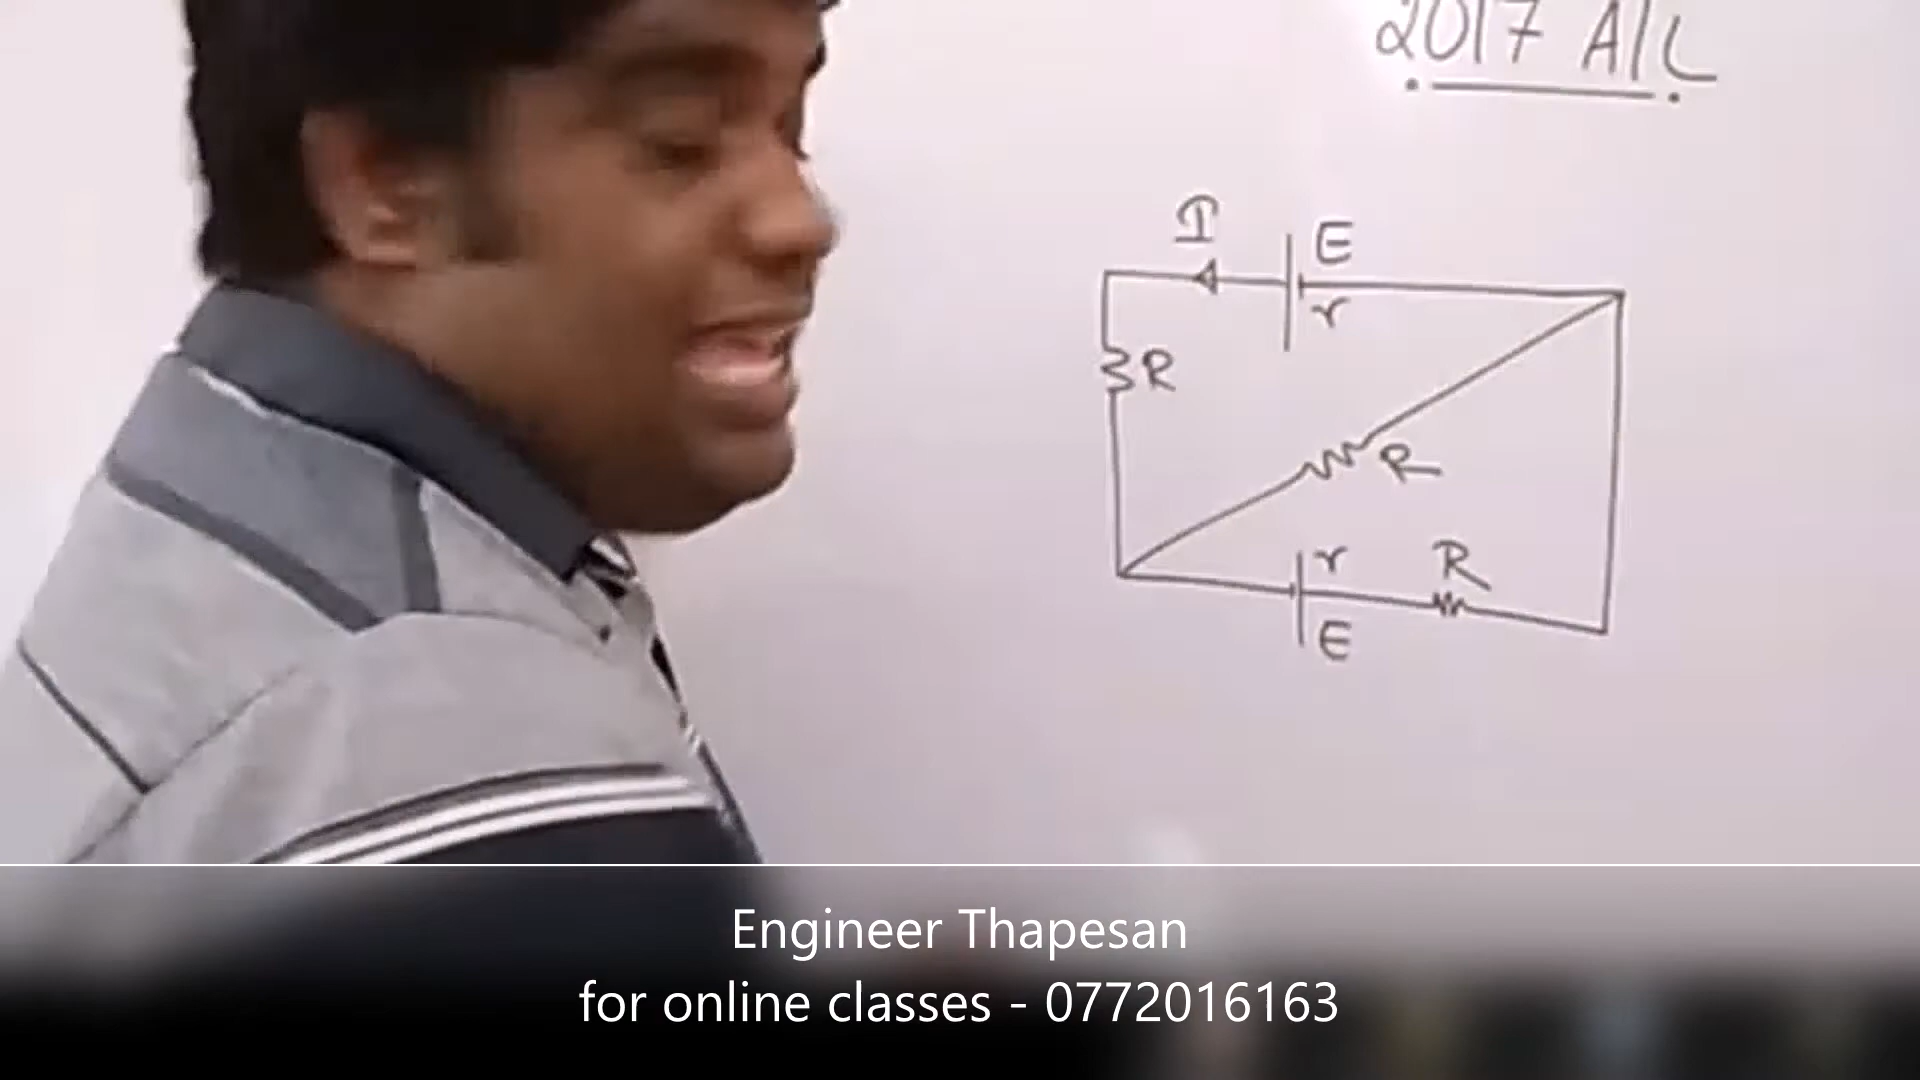 2017 A/L
I
E
r
R
R
r
R
E
Engineer Thapesan
for online classes - 0772016163